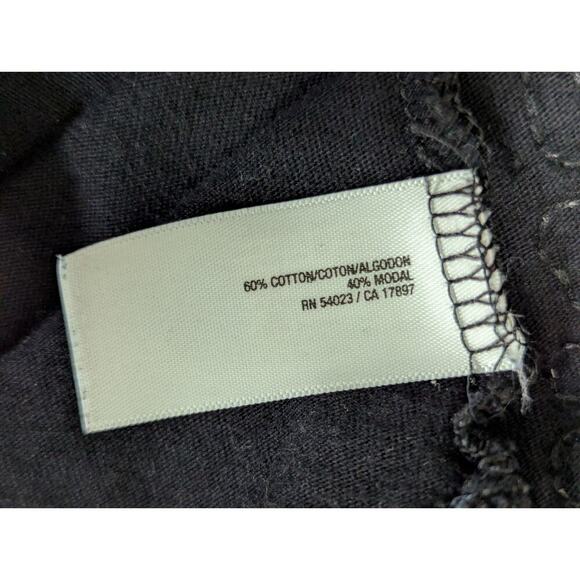 60% COTTON/COTON/ALGODON
40% MODAL
RN 54023 / CA 17897